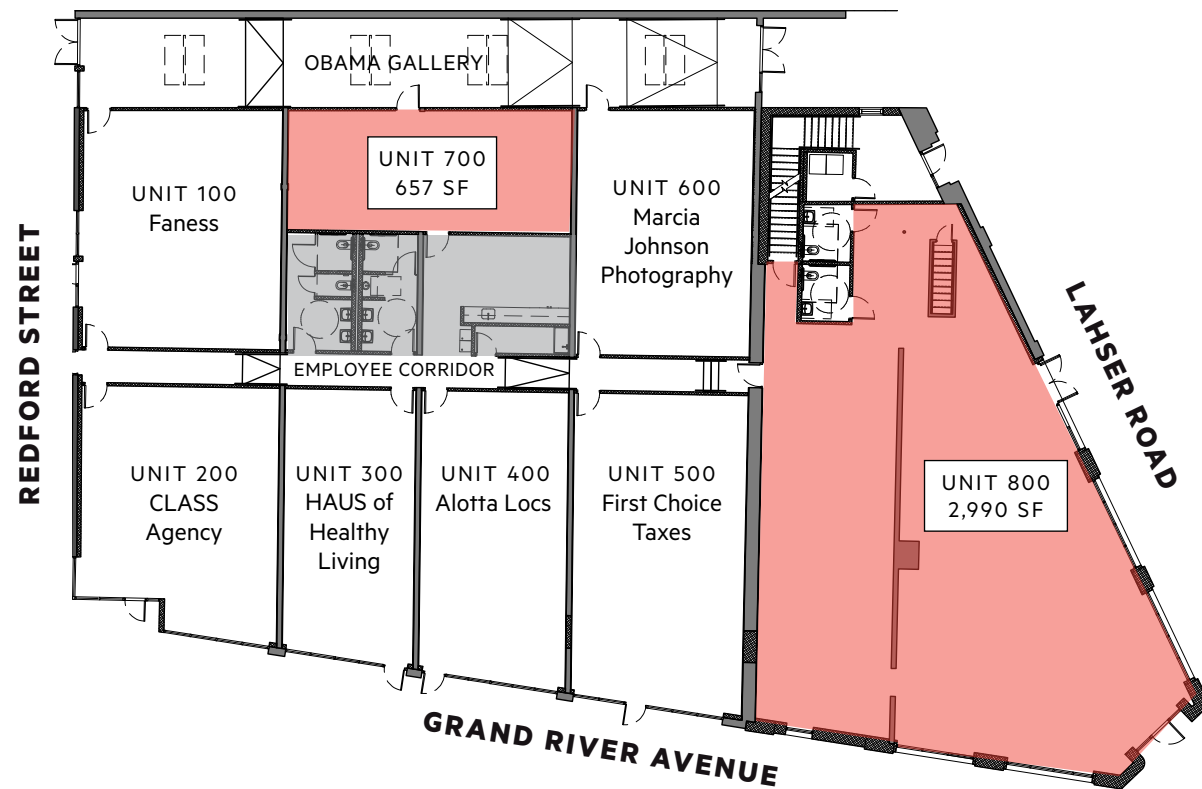 OBAMA GALLERY
UNIT 700
657 SF
UNIT 100
Faness
UNIT 600
Marcia
Johnson
Photography
REDFORD STREET
LAHSER ROAD
EMPLOYEE CORRIDOR
UNIT 200
CLASS
Agency
UNIT 300
HAUS of
Healthy
Living
UNIT 400
Alotta Locs
UNIT 500
First Choice
Taxes
UNIT 800
2,990 SF
GRAND RIVER AVENUE